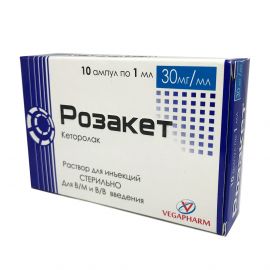 10 ампул по 1 мл
30мг/мл
Розакет
Кеторолак
Раствор для инъекций
СТЕРИЛЬНО
Для В/М и В/В введения
VEGAPHARM